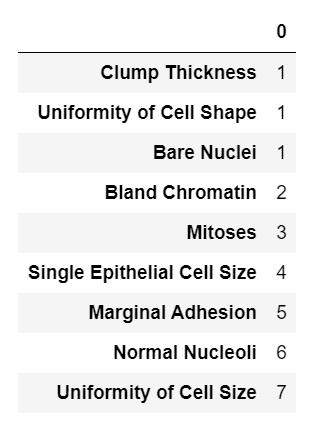 0
Clump Thickness 1
Uniformity of Cell Shape 1
Bare Nuclei 1
Bland Chromatin 2
Mitoses 3
Single Epithelial Cell Size 4
Marginal Adhesion 5
Normal Nucleoli 6
Uniformity of Cell Size 7